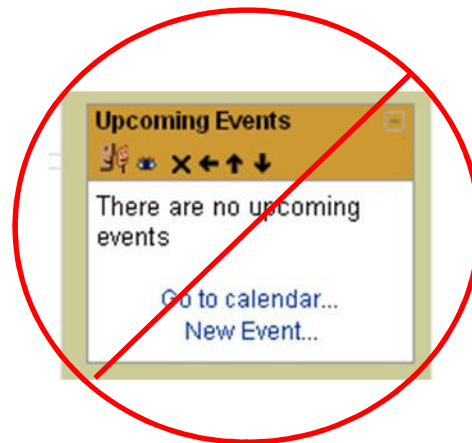 Upcoming Events
There are no upcoming
events
Go to calendar...
New Event...